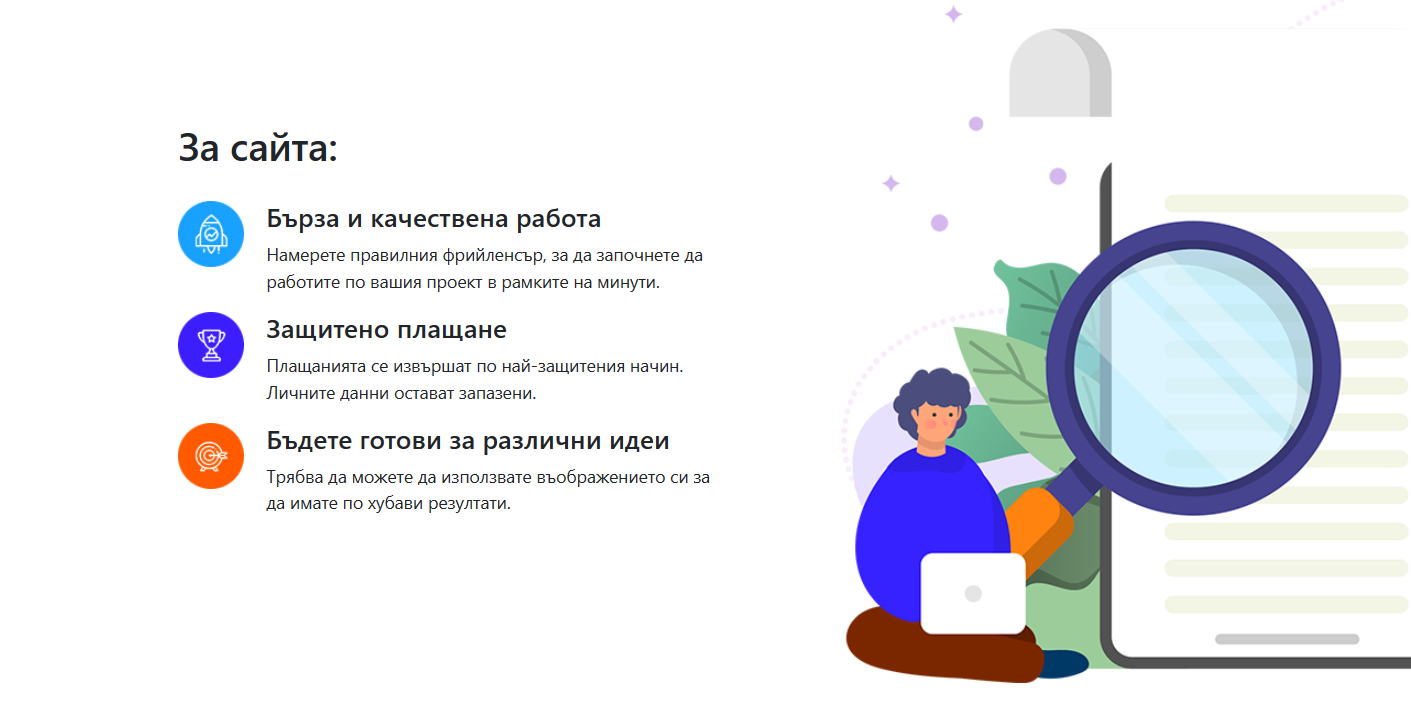 За сайта:
Бърза и качествена работа
Намерете правилния фрийленсър, за да започнете да
работите по вашия проект в рамките на минути.
Защитено плащане
Плащанията се извършат по най-защитения начин.
Личните данни остават запазени.
Бъдете готови за различни идеи
Трябва да можете да използвате въображението си за
да имате по хубави резултати.